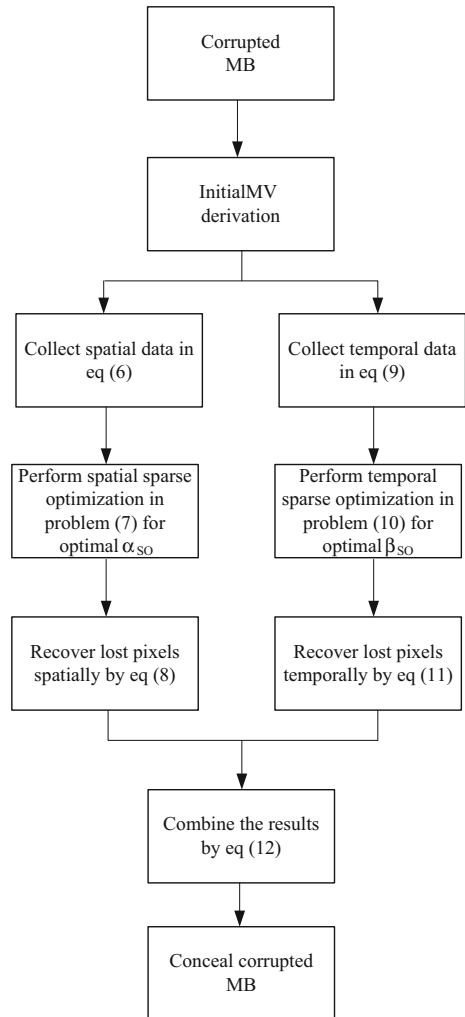 Corrupted
MB
InitialMV
derivation
Collect spatial data in
eq (6)
Collect temporal data
in eq (9)
Perform spatial sparse
optimization in
problem (7) for
optimal αSO
Perform temporal
sparse optimization in
problem (10) for
optimal βSO
Recover lost pixels
spatially by eq (8)
Recover lost pixels
temporally by eq (11)
Combine the results
by eq (12)
Conceal corrupted
MB